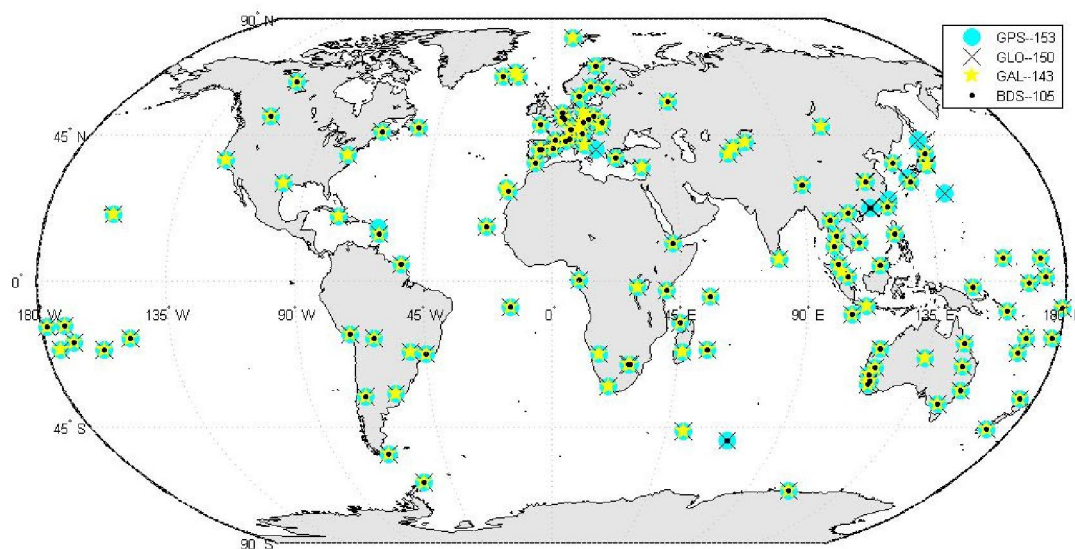 90° N
GPS--153
GLO--150
GAL--143
BDS--105
45° N
0°
180° W
135° W
90° W
45° W
0°
45° E
90° E
135° E
180° E
45° S
90° S